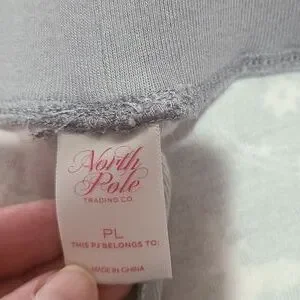 North
Pole
TRADING CO.
PL
THIS PJ BELONGS TO:
MADE IN CHINA